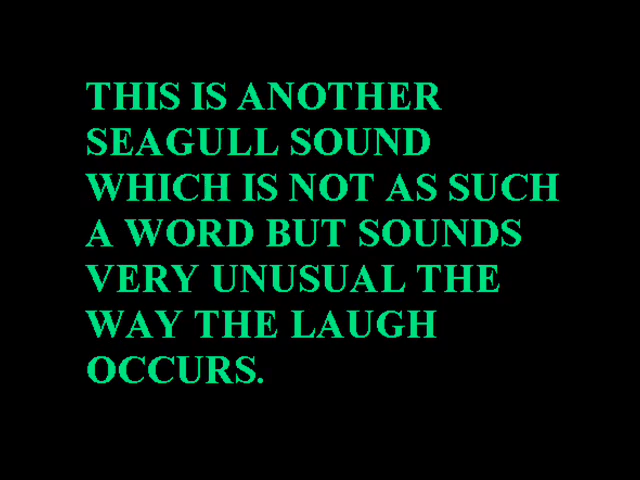 THIS IS ANOTHER
SEAGULL SOUND
WHICH IS NOT AS SUCH
A WORD BUT SOUNDS
VERY UNUSUAL THE
WAY THE LAUGH
OCCURS.